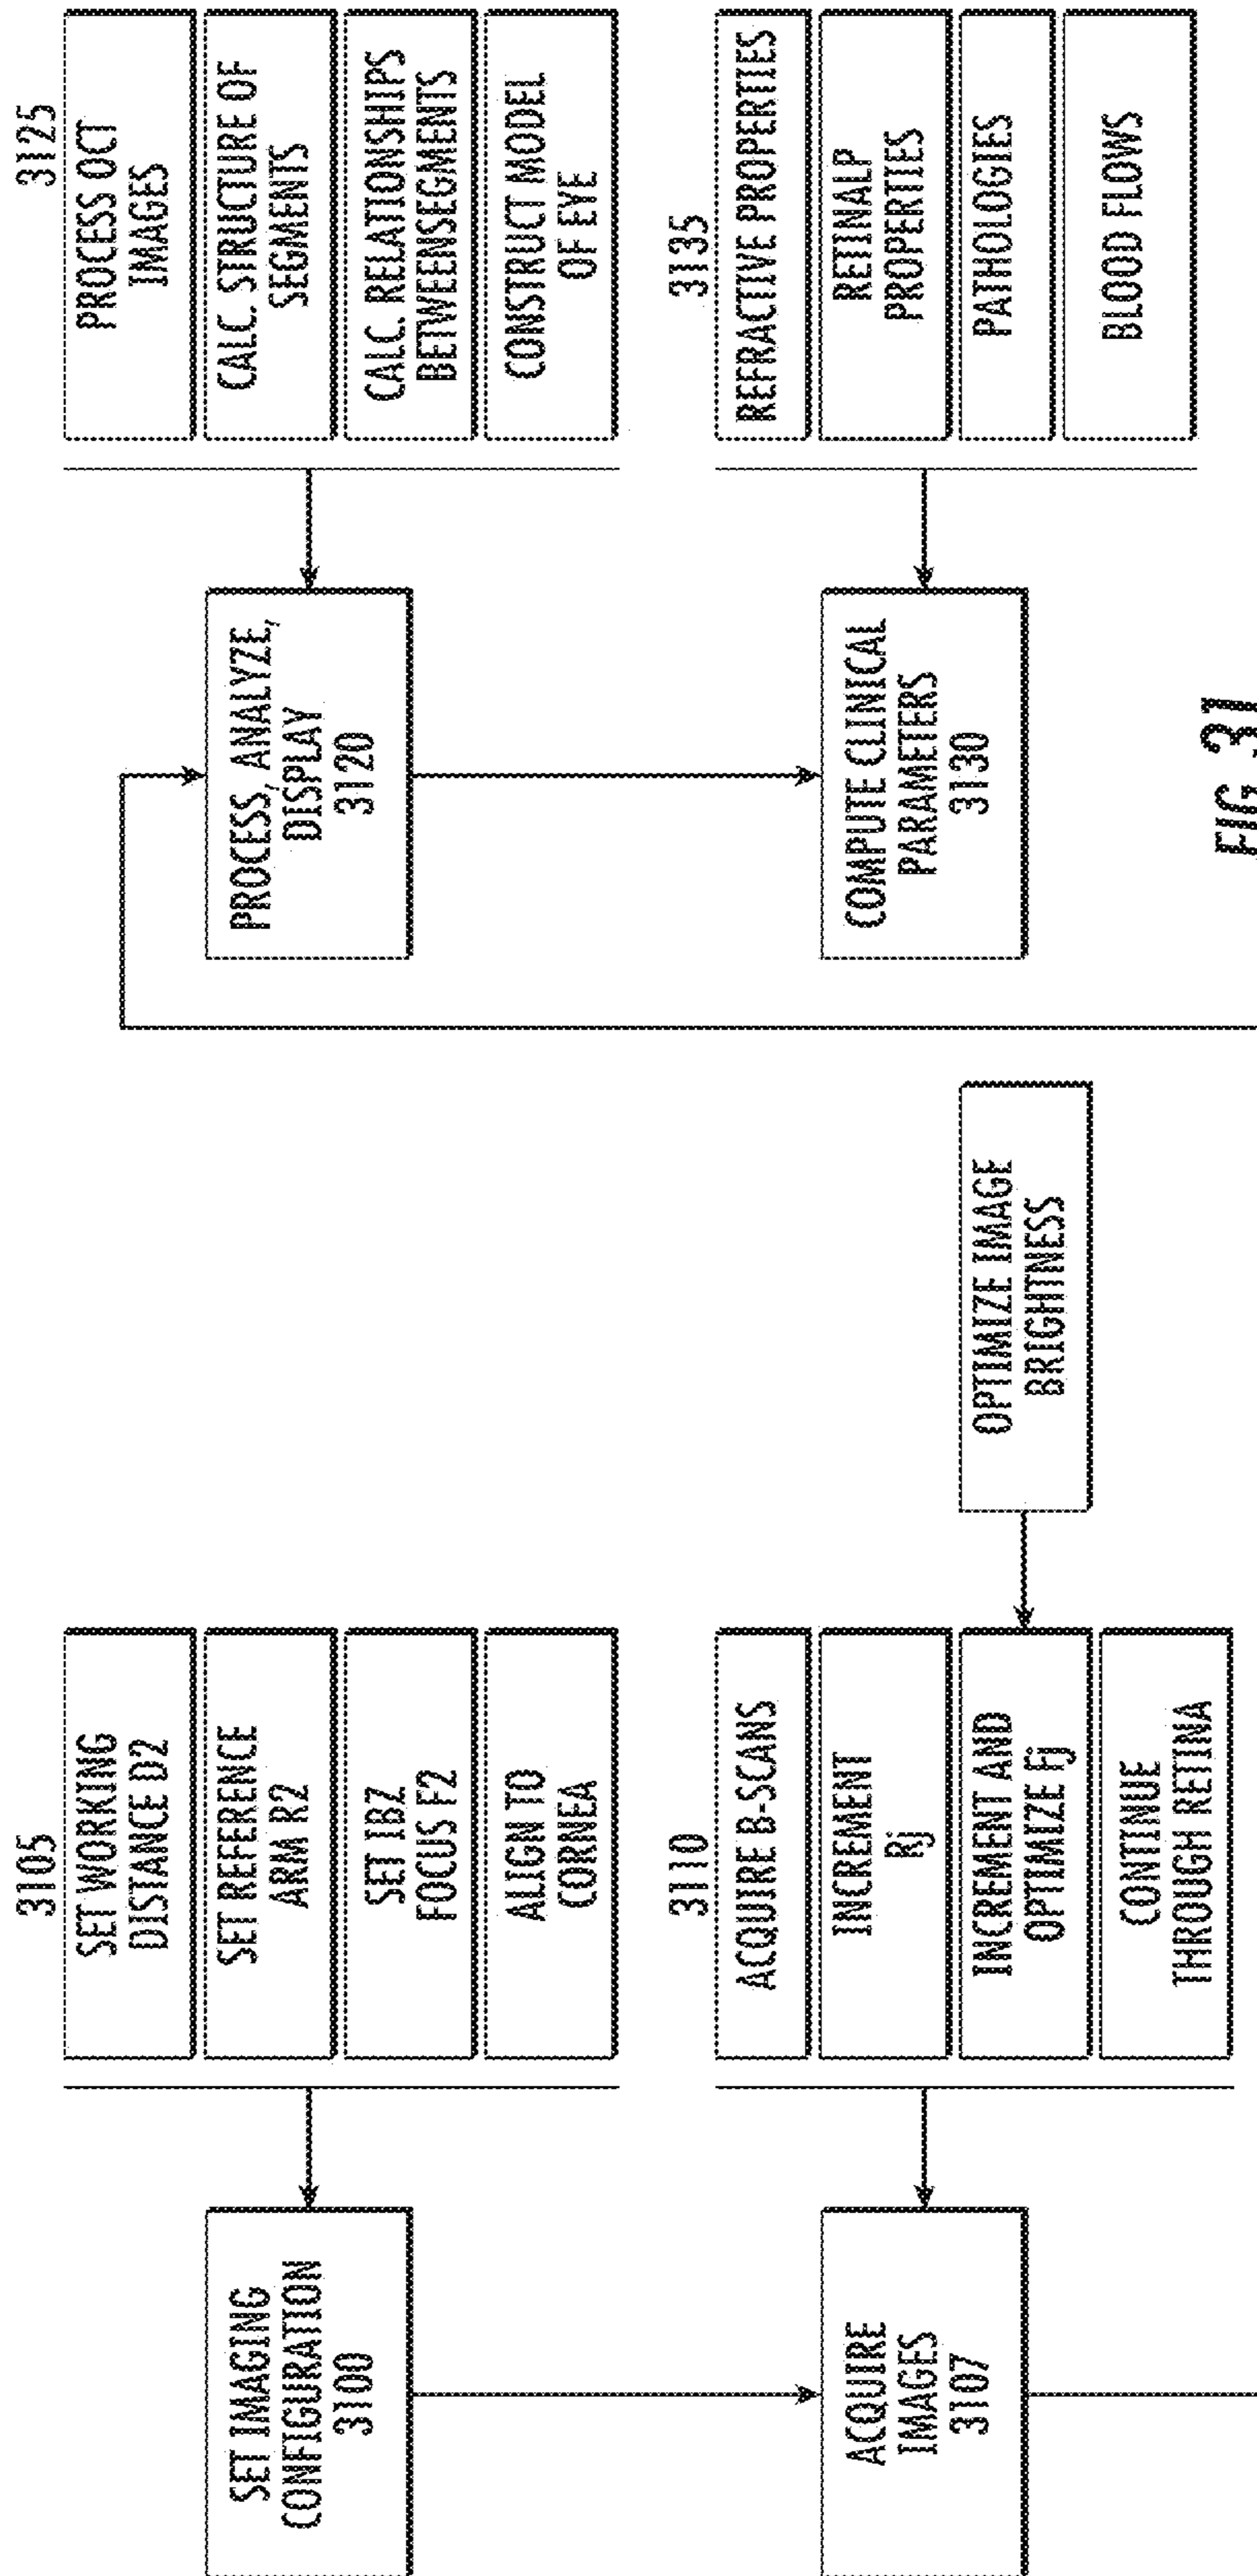 3105
SET WORKING
DISTANCE D2
SET REFERENCE
ARM R2
SET IBZ
FOCUS F2
ALIGN TO
CORNEA
SET IMAGING
CONFIGURATION
3100
3110
ACQUIRE B-SCANS
INCREMENT
Rj
INCREMENT AND
OPTIMIZE Fj
CONTINUE
THROUGH RETINA
ACQUIRE
IMAGES
3107
OPTIMIZE IMAGE
BRIGHTNESS
3125
PROCESS OCT
IMAGES
CALC. STRUCTURE OF
SEGMENTS
CALC. RELATIONSHIPS
BETWEENSEGMENTS
CONSTRUCT MODEL
OF EYE
PROCESS, ANALYZE,
DISPLAY
3120
3135
REFRACTIVE PROPERTIES
RETINALP
PROPERTIES
PATHOLOGIES
BLOOD FLOWS
COMPUTE CLINICAL
PARAMETERS
3130
FIG. 31